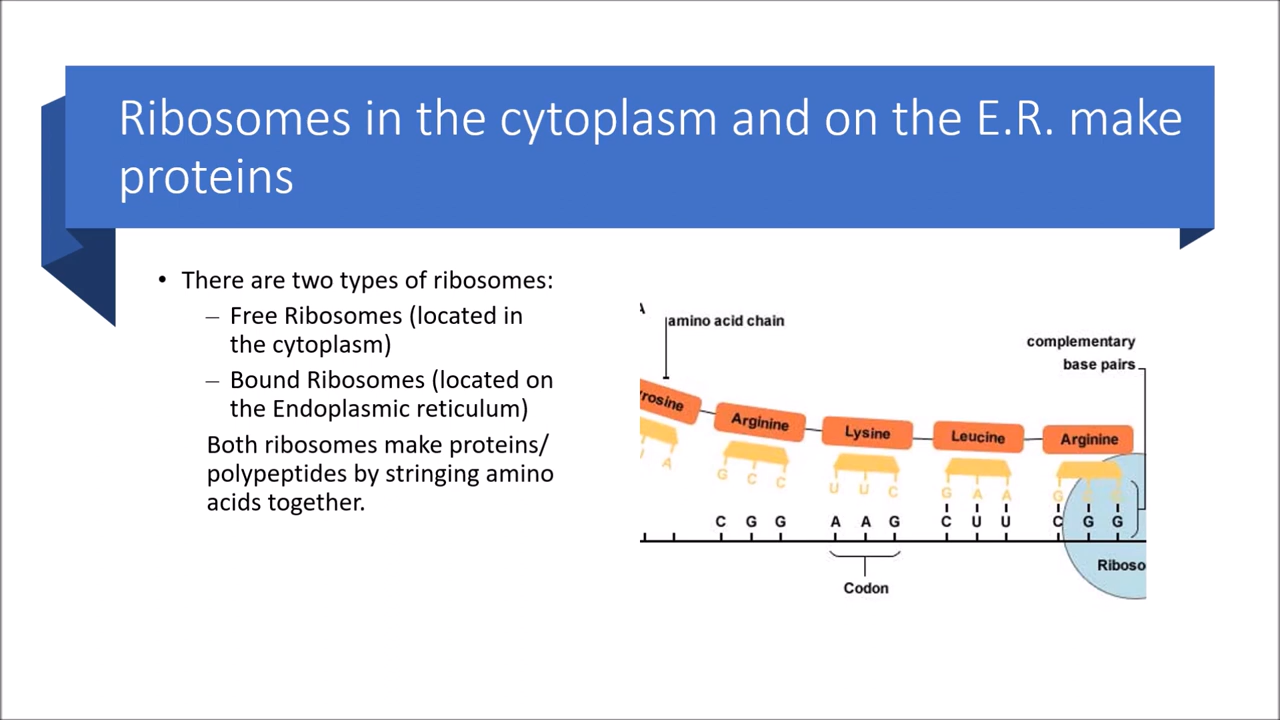 Ribosomes in the cytoplasm and on the E.R. make
proteins
• There are two types of ribosomes:
– Free Ribosomes (located in
the cytoplasm)
– Bound Ribosomes (located on
the Endoplasmic reticulum)
Both ribosomes make proteins/
polypeptides by stringing amino
acids together.
A
amino acid chain
complementary
base pairs
rosine
Arginine
Lysine
Leucine
Arginine
A
G C C
U U C
G A A
G
C G G
A A G
C U U
C G G
Codon
Riboso